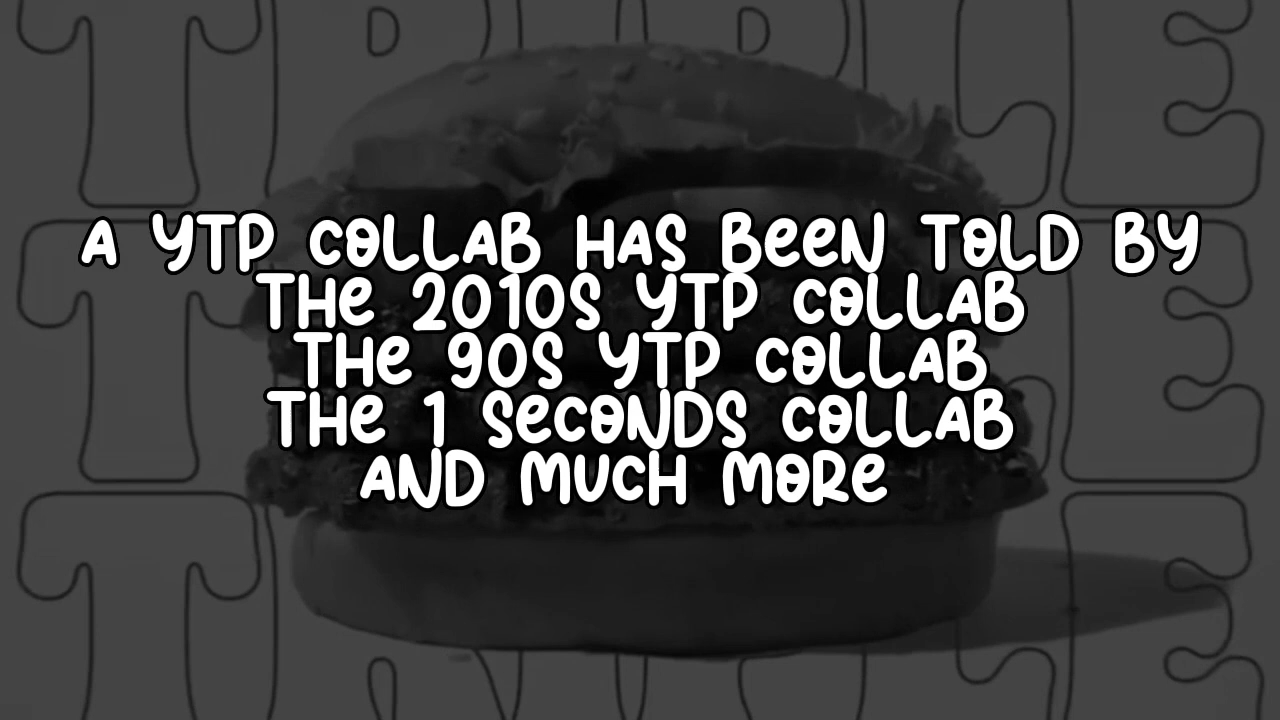 A YTP COLLAB HAS BEEN TOLD BY
THE 2010S YTP COLLAB
THE 90S YTP COLLAB
THE 1 SECONDS COLLAB
AND MUCH MORE